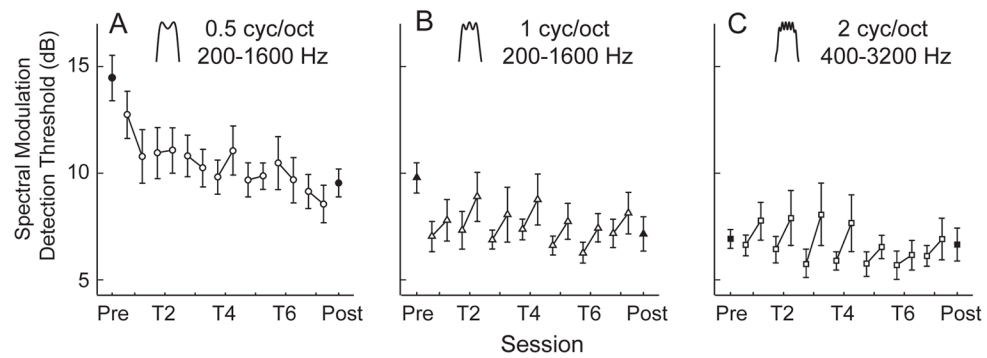 A
0.5 cyc/oct
200-1600 Hz
B
1 cyc/oct
200-1600 Hz
C
2 cyc/oct
400-3200 Hz
Spectral Modulation
Detection Threshold (dB)
15
10
5
Pre T2 T4 T6 Post
Pre T2 T4 T6 Post
Pre T2 T4 T6 Post
Session